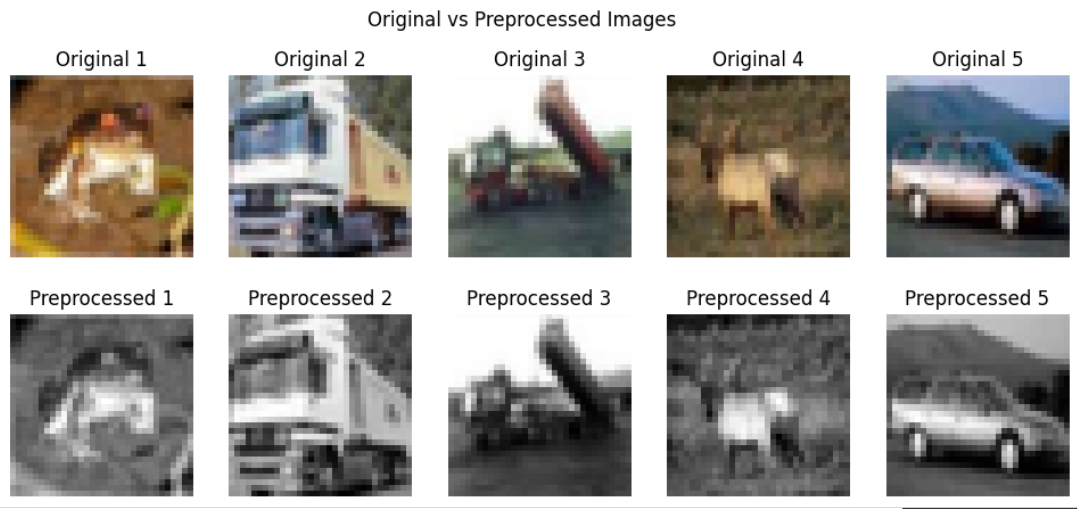 Original vs Preprocessed Images
Original 1 Original 2 Original 3 Original 4 Original 5
Preprocessed 1 Preprocessed 2 Preprocessed 3 Preprocessed 4 Preprocessed 5